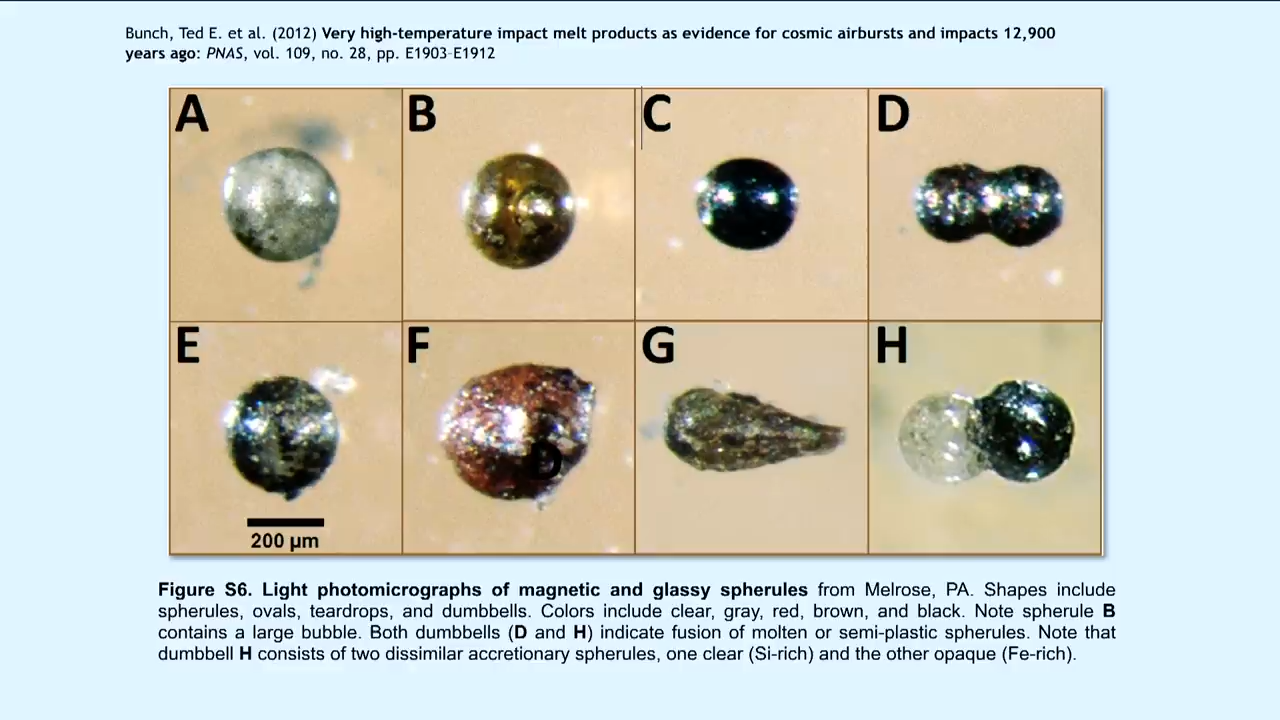 Bunch, Ted E. et al. (2012) Very high-temperature impact melt products as evidence for cosmic airbursts and impacts 12,900
years ago: PNAS, vol. 109, no. 28, pp. E1903–E1912
A
B
C
D
E
F
G
H
D
200 µm
Figure S6. Light photomicrographs of magnetic and glassy spherules from Melrose, PA. Shapes include
spherules, ovals, teardrops, and dumbbells. Colors include clear, gray, red, brown, and black. Note spherule B
contains a large bubble. Both dumbbells (D and H) indicate fusion of molten or semi-plastic spherules. Note that
dumbbell H consists of two dissimilar accretionary spherules, one clear (Si-rich) and the other opaque (Fe-rich).